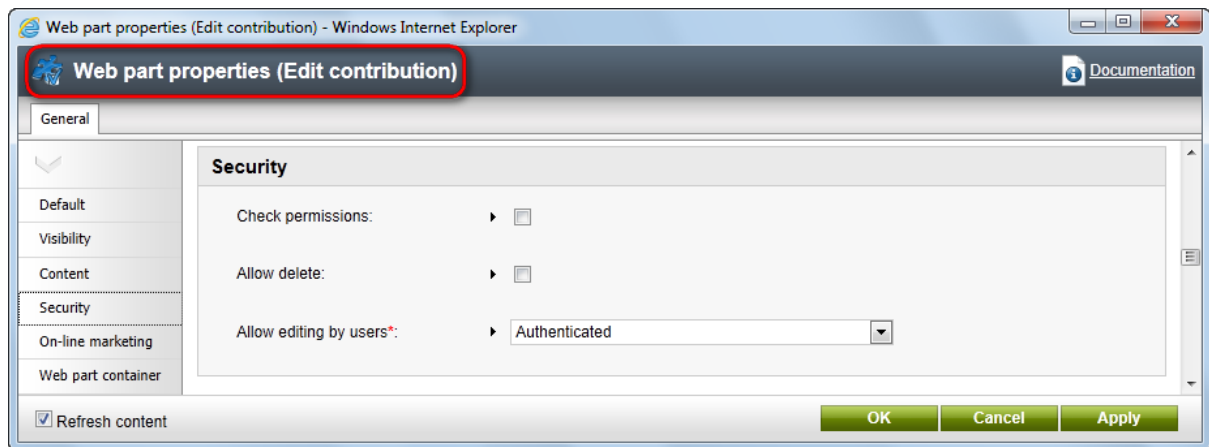 Web part properties (Edit contribution) - Windows Internet Explorer
Web part properties (Edit contribution)
Documentation
General
Default
Visibility
Content
Security
On-line marketing
Web part container
Security
Check permissions:
Allow delete:
Allow editing by users*:
Authenticated
Refresh content
OK
Cancel
Apply